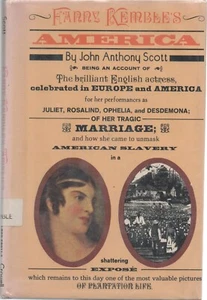 FANNY KEMBLE'S
AMERICA
By John Anthony Scott
BEING AN ACCOUNT OF
The brilliant English actress,
celebrated in EUROPE and AMERICA
for her performances as
JULIET, ROSALIND, OPHELIA, and DESDEMONA;
OF HER TRAGIC
MARRIAGE;
and how she came to unmask
AMERICAN SLAVERY
in a
shattering
EXPOSÉ
which remains to this day one of the most valuable pictures
OF PLANTATION LIFE